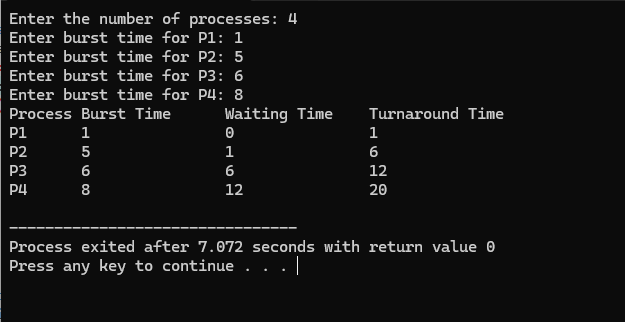 Enter the number of processes: 4
Enter burst time for P1: 1
Enter burst time for P2: 5
Enter burst time for P3: 6
Enter burst time for P4: 8
Process Burst Time      Waiting Time    Turnaround Time
P1      1               0               1
P2      5               1               6
P3      6               6               12
P4      8               12              20
--------------------------------
Process exited after 7.072 seconds with return value 0
Press any key to continue . . .